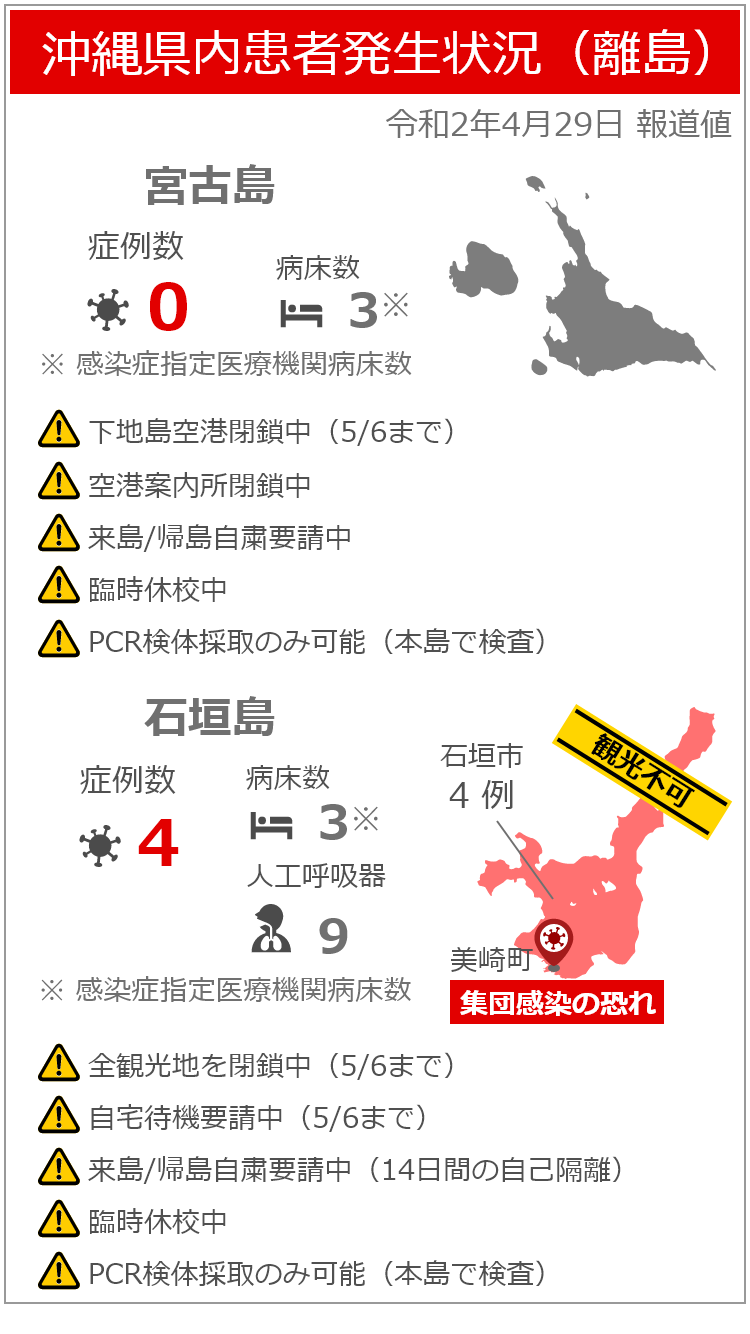 沖縄県内患者発生状況（離島）
令和2年4月29日 報道値
宮古島
症例数
0
病床数
3※
※ 感染症指定医療機関病床数
下地島空港閉鎖中（5/6まで）
空港案内所閉鎖中
来島/帰島自粛要請中
臨時休校中
PCR検体採取のみ可能（本島で検査）
石垣島
症例数
4
病床数
3※
人工呼吸器
9
※ 感染症指定医療機関病床数
石垣市
4 例
観光不可
美崎町
集団感染の恐れ
全観光地を閉鎖中（5/6まで）
自宅待機要請中（5/6まで）
来島/帰島自粛要請中（14日間の自己隔離）
臨時休校中
PCR検体採取のみ可能（本島で検査）